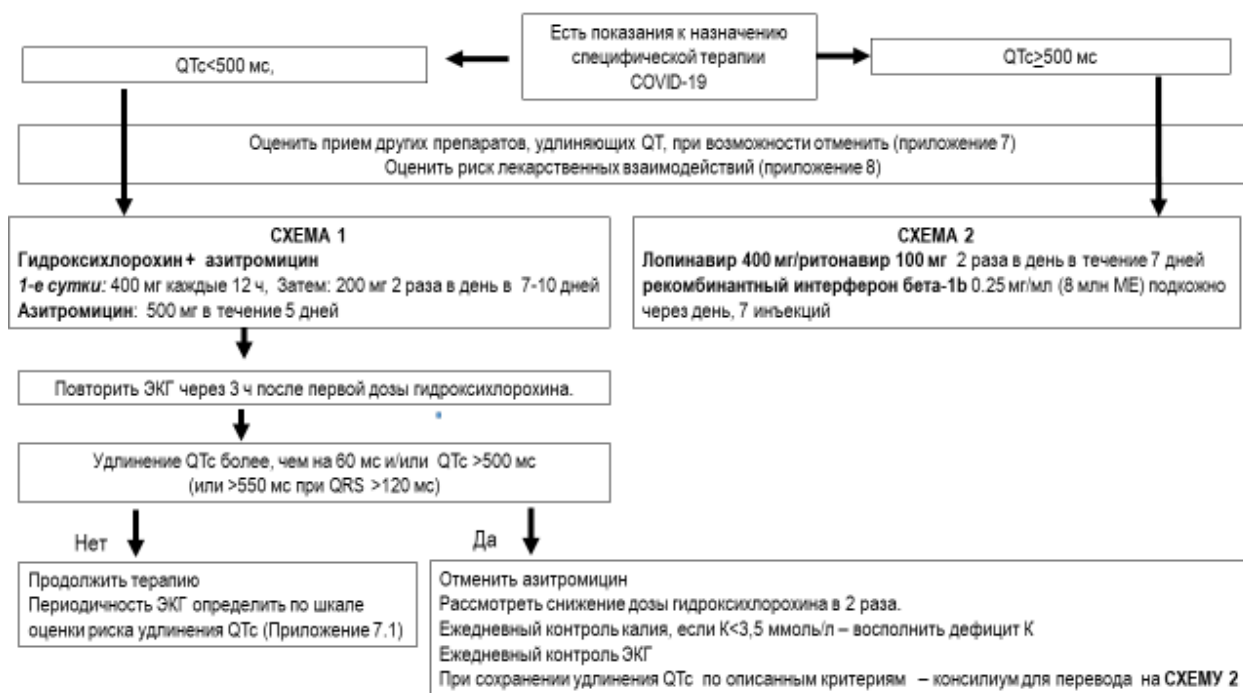 Есть показания к назначению
специфической терапии
COVID-19
QTc<500 мс,
QTc≥500 мс
Оценить прием других препаратов, удлиняющих QT, при возможности отменить (приложение 7)
Оценить риск лекарственных взаимодействий (приложение 8)
СХЕМА 1
Гидроксихлорохин + азитромицин
1-е сутки: 400 мг каждые 12 ч, Затем: 200 мг 2 раза в день в 7-10 дней
Азитромицин: 500 мг в течение 5 дней
СХЕМА 2
Лопинавир 400 мг/ритонавир 100 мг 2 раза в день в течение 7 дней
рекомбинантный интерферон бета-1b 0.25 мг/мл (8 млн МЕ) подкожно
через день, 7 инъекций
Повторить ЭКГ через 3 ч после первой дозы гидроксихлорохина.
Удлинение QTc более, чем на 60 мс и/или QTc >500 мс
(или >550 мс при QRS >120 мс)
Нет
Да
Продолжить терапию
Периодичность ЭКГ определить по шкале
оценки риска удлинения QTc (Приложение 7.1)
Отменить азитромицин
Рассмотреть снижение дозы гидроксихлорохина в 2 раза.
Ежедневный контроль калия, если К<3,5 ммоль/л – восполнить дефицит К
Ежедневный контроль ЭКГ
При сохранении удлинения QTc по описанным критериям – консилиум для перевода на СХЕМУ 2